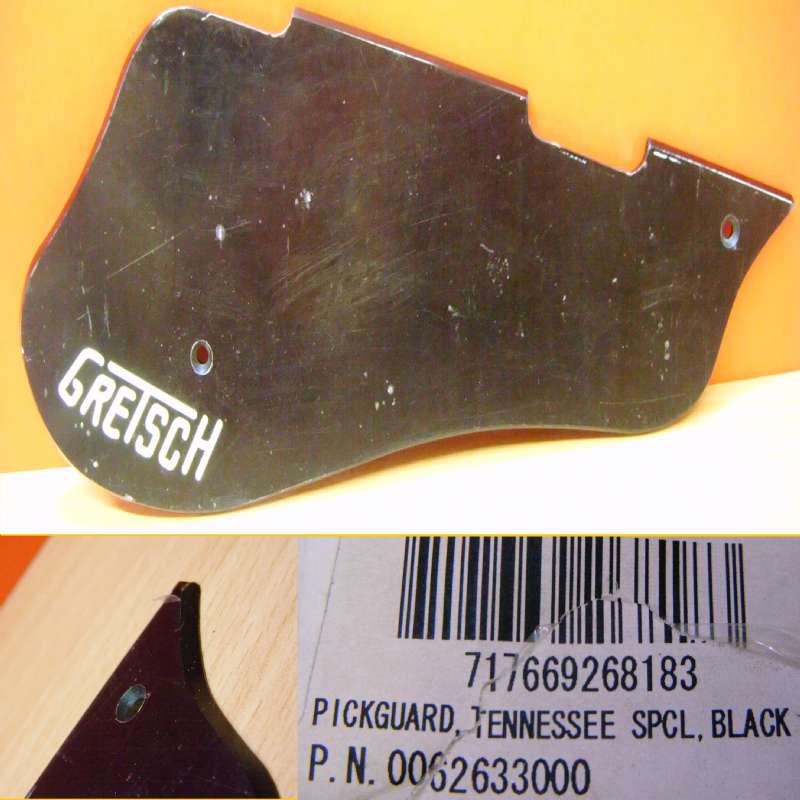 GRETSCH
717669268183
PICKGUARD, TENNESSEE SPCL, BLACK
P.N. 0062633000